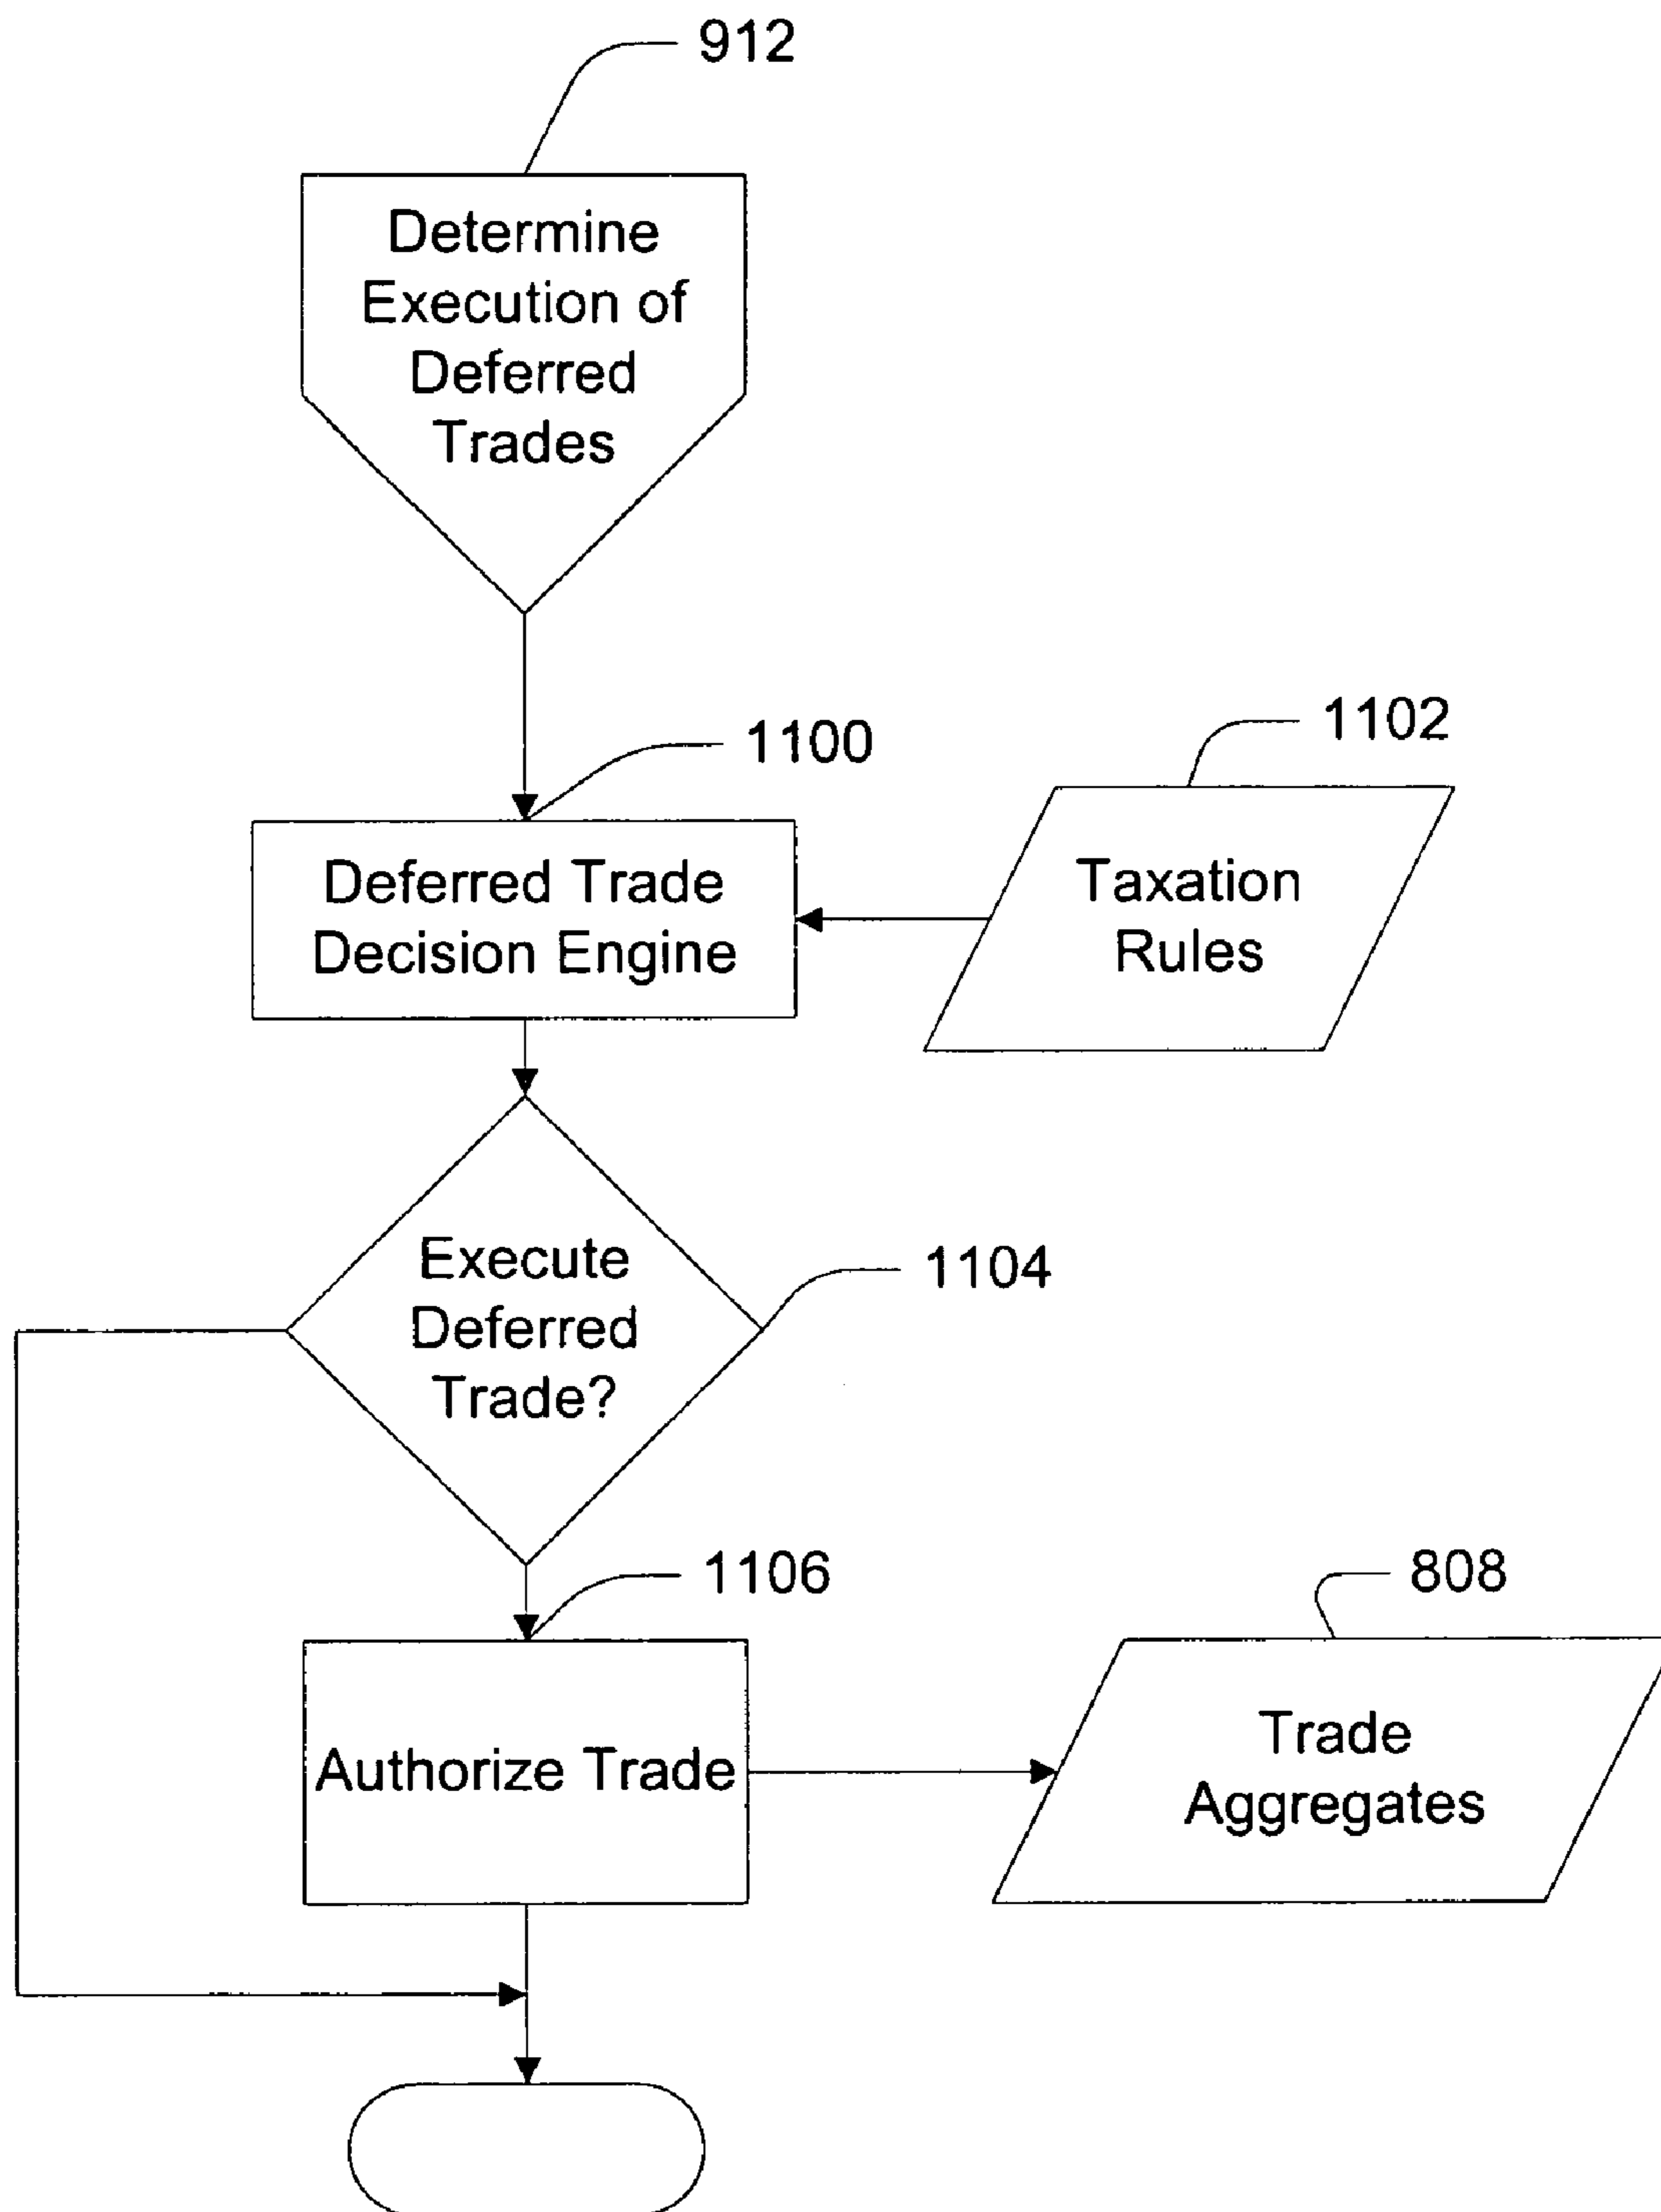 912
Determine
Execution of
Deferred
Trades
1100
1102
Deferred Trade
Decision Engine
Taxation
Rules
Execute
Deferred
Trade?
1104
1106
808
Authorize Trade
Trade
Aggregates